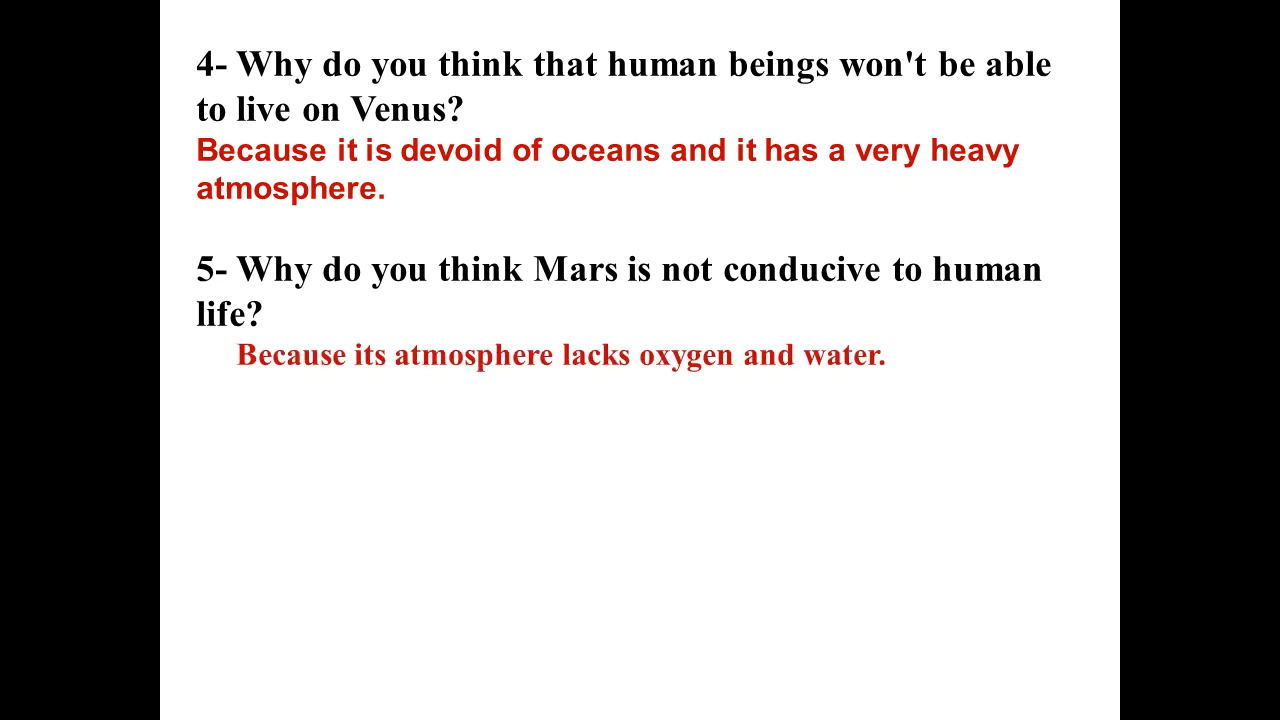 4- Why do you think that human beings won't be able
to live on Venus?
Because it is devoid of oceans and it has a very heavy
atmosphere.
5- Why do you think Mars is not conducive to human
life?
Because its atmosphere lacks oxygen and water.